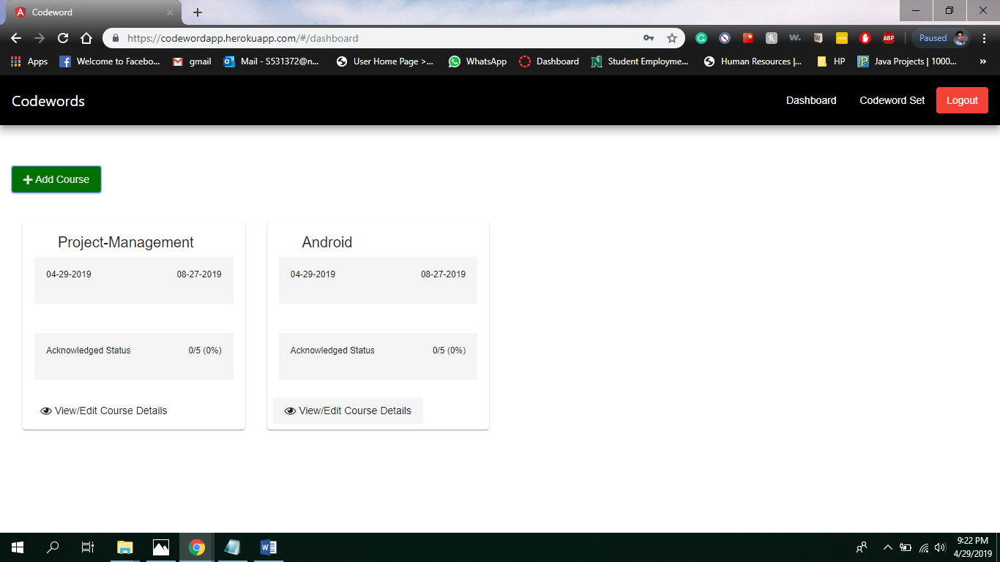 Codeword
https://codewordapp.herokuapp.com/#/dashboard
ABP
Paused
Apps
Welcome to Facebo...
gmail
Mail - S531372@n...
User Home Page >...
WhatsApp
Dashboard
Student Employme...
Human Resources |...
HP
Java Projects | 1000...
»
Codewords
Dashboard
Codeword Set
Logout
Add Course
Project-Management
04-29-2019 08-27-2019
Acknowledged Status 0/5 (0%)
View/Edit Course Details
Android
04-29-2019 08-27-2019
Acknowledged Status 0/5 (0%)
View/Edit Course Details
9:22 PM
4/29/2019